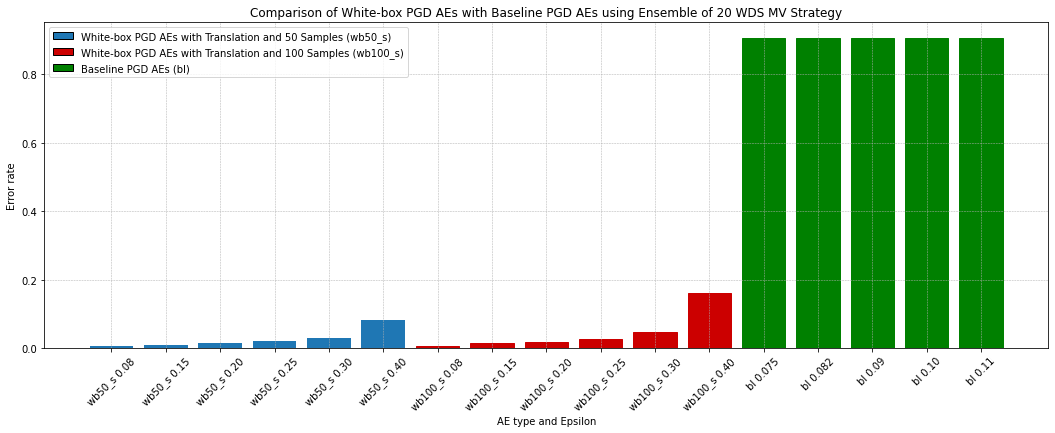 Comparison of White-box PGD AEs with Baseline PGD AEs using Ensemble of 20 WDS MV Strategy
White-box PGD AEs with Translation and 50 Samples (wb50_s)
White-box PGD AEs with Translation and 100 Samples (wb100_s)
Baseline PGD AEs (bl)
Error rate
0.8
0.6
0.4
0.2
0.0
wb50_s 0.08
wb50_s 0.15
wb50_s 0.20
wb50_s 0.25
wb50_s 0.30
wb50_s 0.40
wb100_s 0.08
wb100_s 0.15
wb100_s 0.20
wb100_s 0.25
wb100_s 0.30
wb100_s 0.40
bl 0.075
bl 0.082
bl 0.09
bl 0.10
bl 0.11
AE type and Epsilon